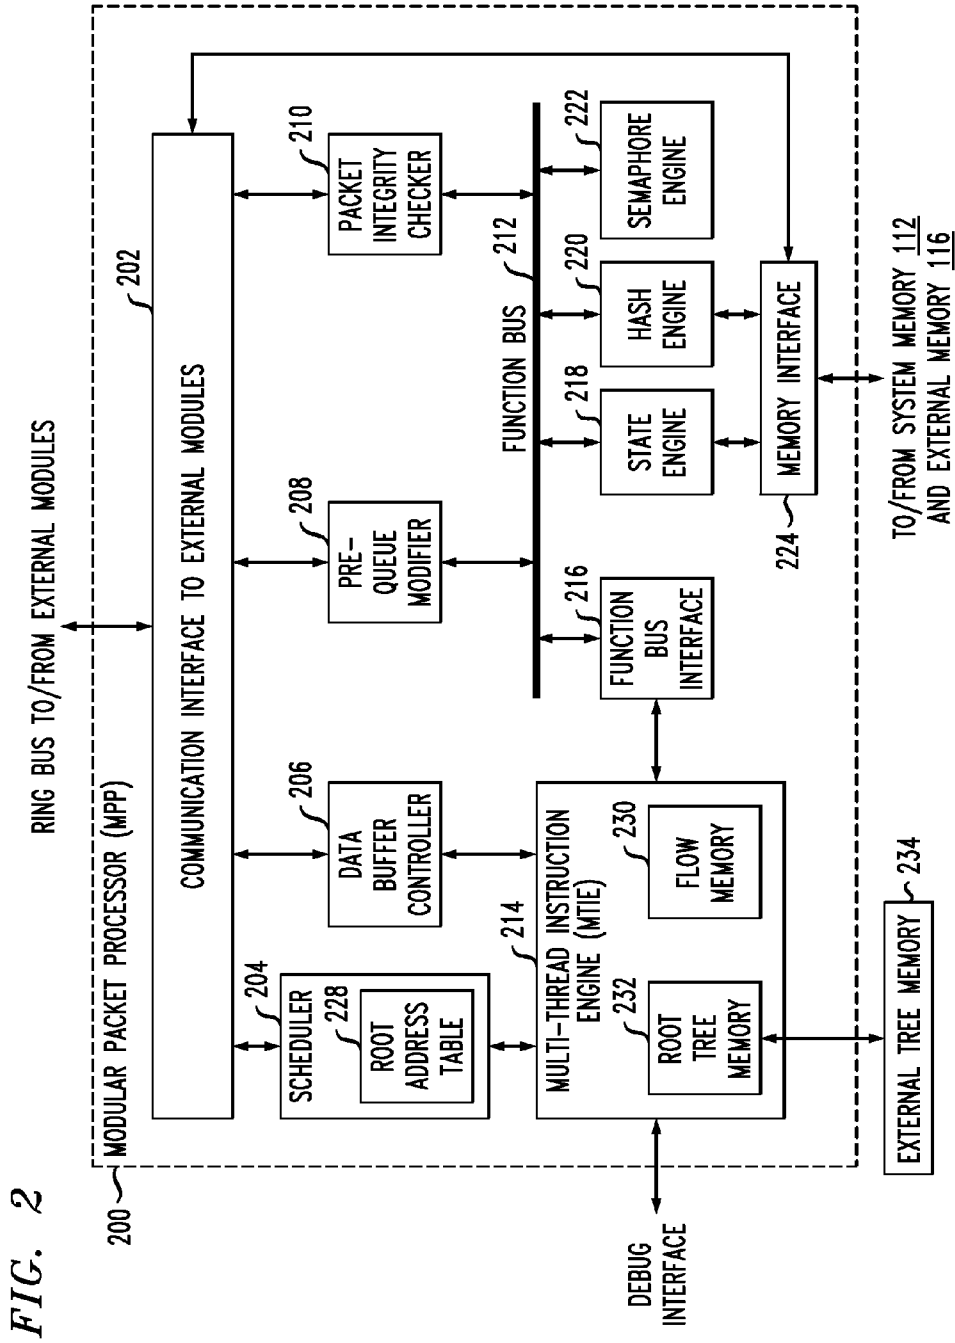 FIG. 2
RING BUS TO/FROM EXTERNAL MODULES
200
MODULAR PACKET PROCESSOR (MPP)
202
COMMUNICATION INTERFACE TO EXTERNAL MODULES
204
SCHEDULER
228
ROOT
ADDRESS
TABLE
206
DATA
BUFFER
CONTROLLER
208
PRE-
QUEUE
MODIFIER
210
PACKET
INTEGRITY
CHECKER
FUNCTION BUS
212
214
MULTI-THREAD INSTRUCTION
ENGINE (MTIE)
232
ROOT
TREE
MEMORY
230
FLOW
MEMORY
216
FUNCTION
BUS
INTERFACE
218
STATE
ENGINE
220
HASH
ENGINE
222
SEMAPHORE
ENGINE
DEBUG
INTERFACE
224
MEMORY INTERFACE
234
EXTERNAL TREE MEMORY
TO/FROM SYSTEM MEMORY 112
AND EXTERNAL MEMORY 116